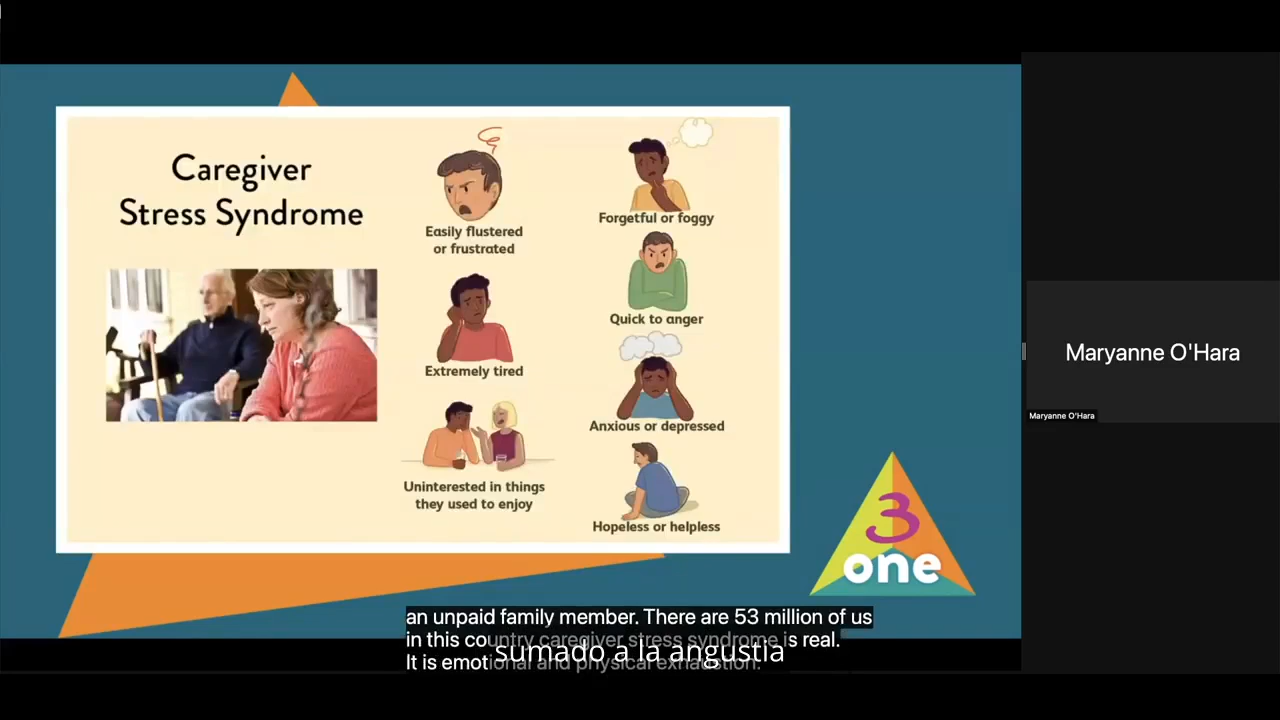 Caregiver
Stress Syndrome
Easily flustered
or frustrated
Extremely tired
Uninterested in things
they used to enjoy
Forgetful or foggy
Quick to anger
Anxious or depressed
Hopeless or helpless
3
one
Maryanne O'Hara
Maryanne O'Hara
an unpaid family member. There are 53 million of us
in this country caregiver stress syndrome is real.
It is emotional and physical exhaustion.
sumado a la angustia